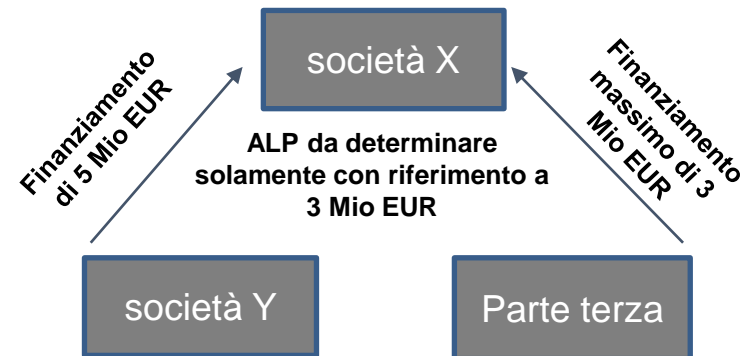 società X
Finanziamento
di 5 Mio EUR
Finanziamento
massimo di 3
Mio EUR
ALP da determinare
solamente con riferimento a
3 Mio EUR
società Y
Parte terza